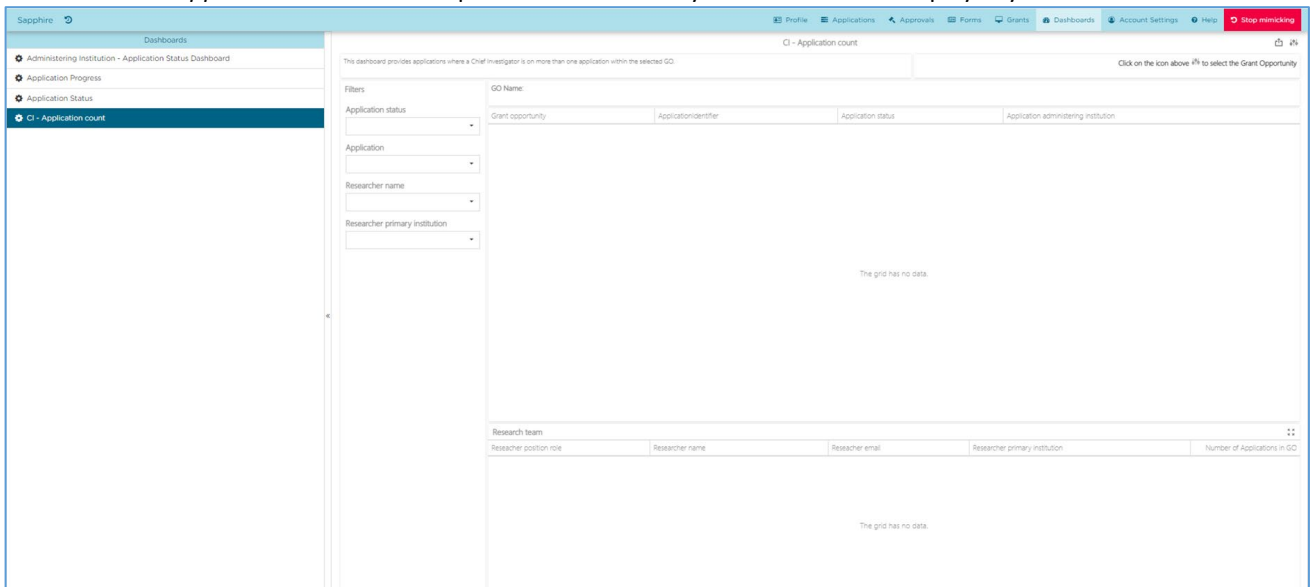 Sapphire
Profile Applications Approvals Forms Grants Dashboards Account Settings Help Stop mimicking
Dashboards
Administering Institution - Application Status Dashboard
Application Progress
Application Status
CI - Application count
CI - Application count
This dashboard provides applications where a Chief Investigator is on more than one application within the selected GO.
Click on the icon above to select the Grant Opportunity
Filters
Application status
Application
Researcher name
Researcher primary institution
GO Name:
Grant opportunity Applicationidentifier Application status Application administering institution
The grid has no data.
Research team
Reseacher position role Researcher name Reseacher email Researcher primary institution Number of Applications in GO
The grid has no data.